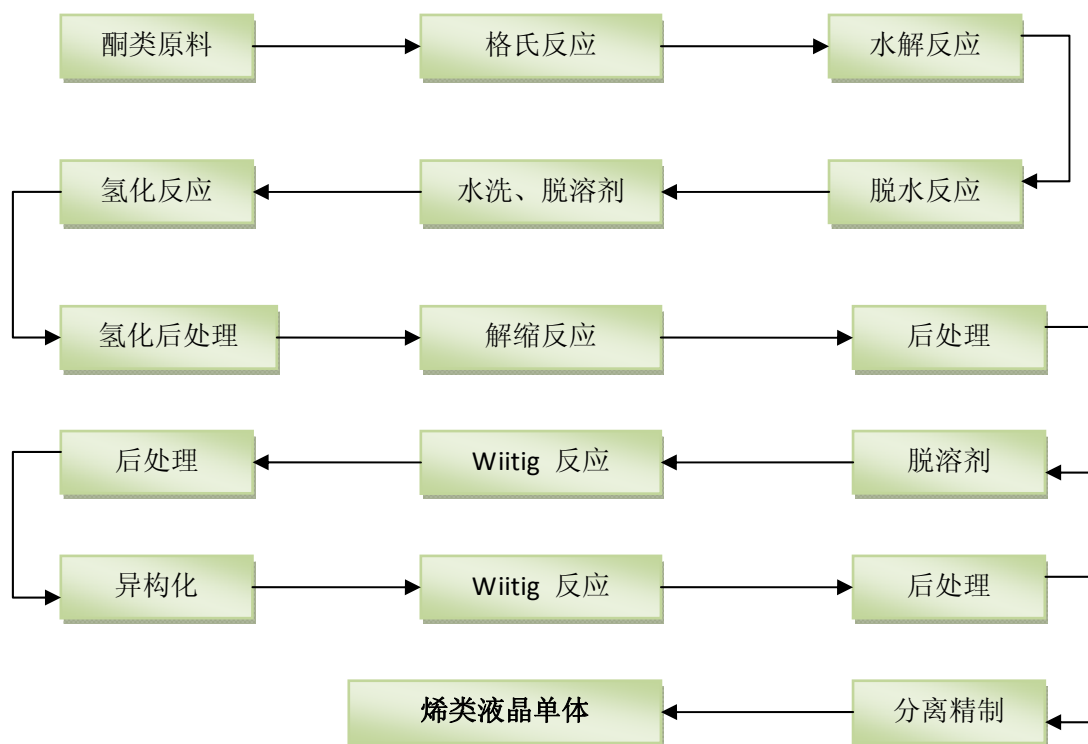 酮类原料
格氏反应
水解反应
脱水反应
水洗、脱溶剂
氢化反应
氢化后处理
解缩反应
后处理
脱溶剂
Wiitig 反应
后处理
异构化
Wiitig 反应
后处理
分离精制
烯类液晶单体